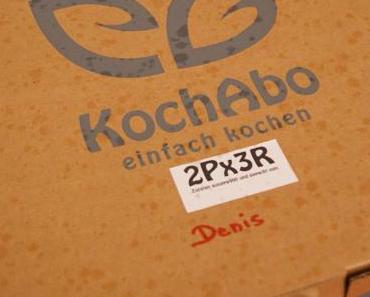 KochAbo
einfach kochen
2Px3R
Denis